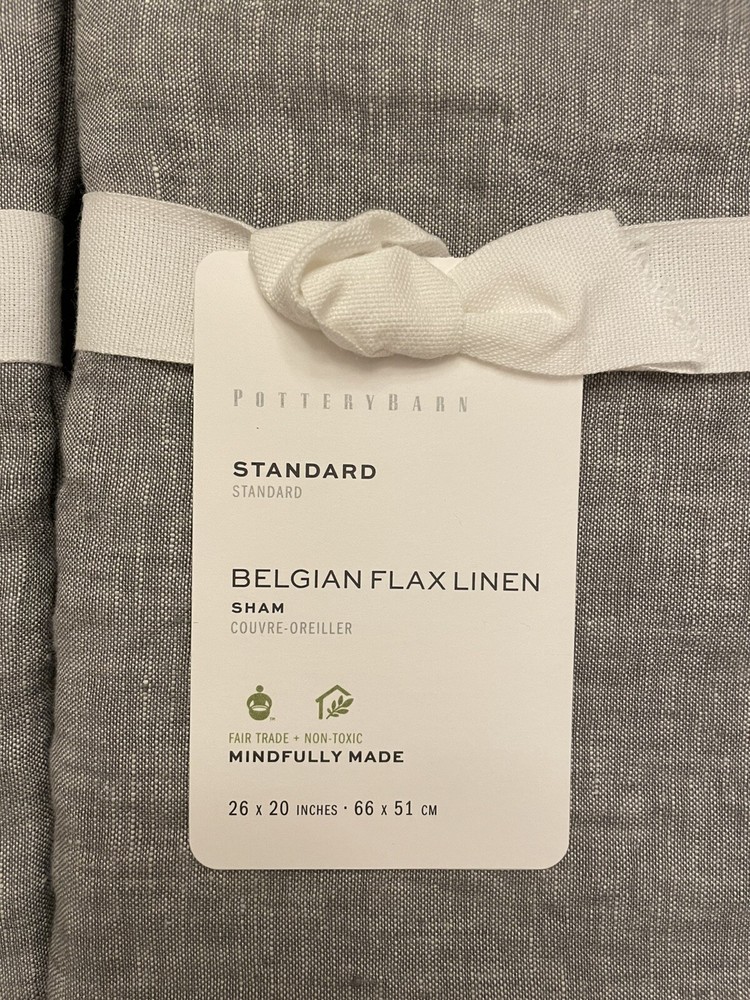 POTTERYBARN
STANDARD
STANDARD
BELGIAN FLAX LINEN
SHAM
COUVRE-OREILLER
TM
FAIR TRADE + NON-TOXIC
MINDFULLY MADE
26 X 20 INCHES · 66 X 51 CM